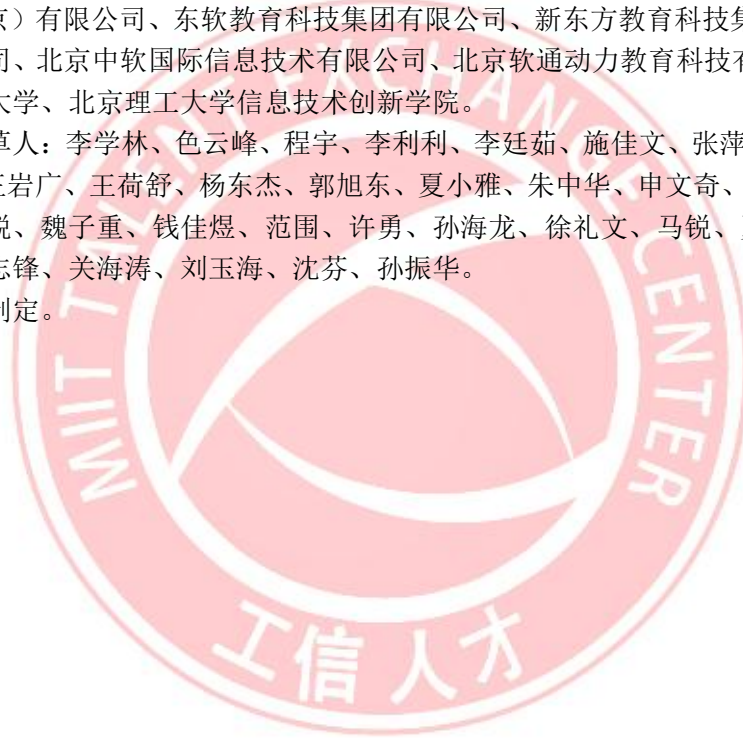 京）有限公司、东软教育科技集团有限公司、新东方教育科技集
司、北京中软国际信息技术有限公司、北京软通动力教育科技有
大学、北京理工大学信息技术创新学院。
草人：李学林、色云峰、程宇、李利利、李廷茹、施佳文、张萍
王岩广、王荷舒、杨东杰、郭旭东、夏小雅、朱中华、申文奇、
锐、魏子重、钱佳煜、范围、许勇、孙海龙、徐礼文、马锐、
志锋、关海涛、刘玉海、沈芬、孙振华。
制定。
MIIT TALENT EXCHANGE CENTER
工信人才